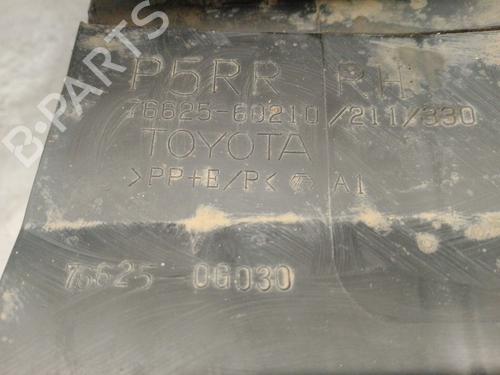 P5RR RH
76625-60210/211/330
TOYOTA
>PP+E/P< A1
76625-0G030
B-PARTS